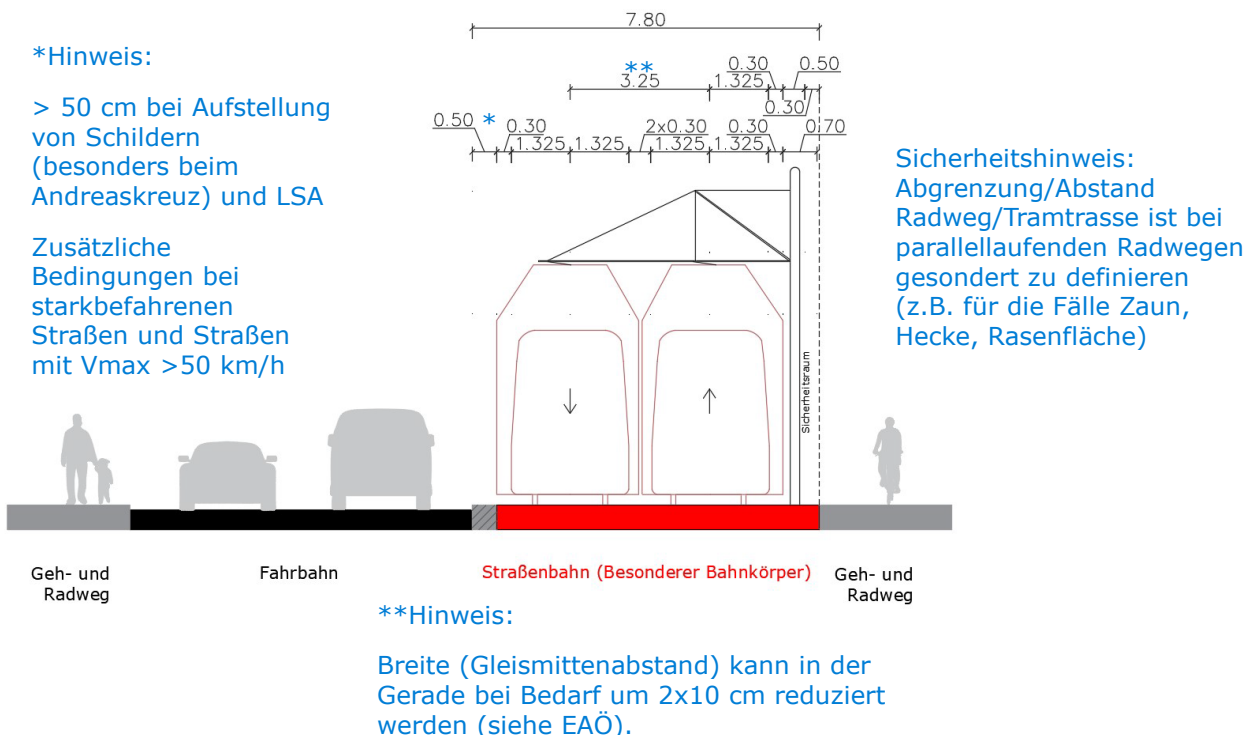 7.80
*Hinweis:
> 50 cm bei Aufstellung
von Schildern
(besonders beim
Andreaskreuz) und LSA
Zusätzliche
Bedingungen bei
starkbefahrenen
Straßen und Straßen
mit Vmax >50 km/h
**
3.25 1.325 0.30 0.50
0.30
0.50 * 0.30 1.325 1.325 2x0.30 1.325 1.325 0.30 0.70
Sicherheitshinweis:
Abgrenzung/Abstand
Radweg/Tramtrasse ist bei
parallellaufenden Radwegen
gesondert zu definieren
(z.B. für die Fälle Zaun,
Hecke, Rasenfläche)
Sicherheitsraum
Geh- und
Radweg
Fahrbahn
Straßenbahn (Besonderer Bahnkörper)
Geh- und
Radweg
**Hinweis:
Breite (Gleismittenabstand) kann in der
Gerade bei Bedarf um 2x10 cm reduziert
werden (siehe EAÖ).